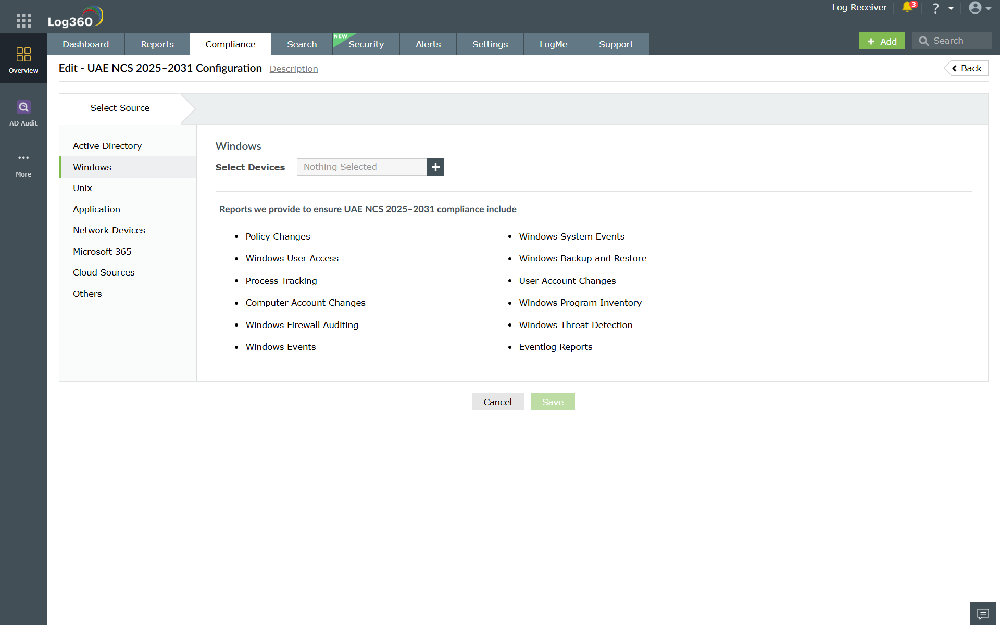 Log360
Log Receiver
3
?
Dashboard
Reports
Compliance
Search
NEW
Security
Alerts
Settings
LogMe
Support
+ Add
Search
Overview
AD Audit
More
Edit - UAE NCS 2025–2031 Configuration
Description
Back
Select Source
Active Directory
Windows
Unix
Application
Network Devices
Microsoft 365
Cloud Sources
Others
Windows
Select Devices
Nothing Selected
Reports we provide to ensure UAE NCS 2025–2031 compliance include
Policy Changes
Windows System Events
Windows User Access
Windows Backup and Restore
Process Tracking
User Account Changes
Computer Account Changes
Windows Program Inventory
Windows Firewall Auditing
Windows Threat Detection
Windows Events
Eventlog Reports
Cancel
Save